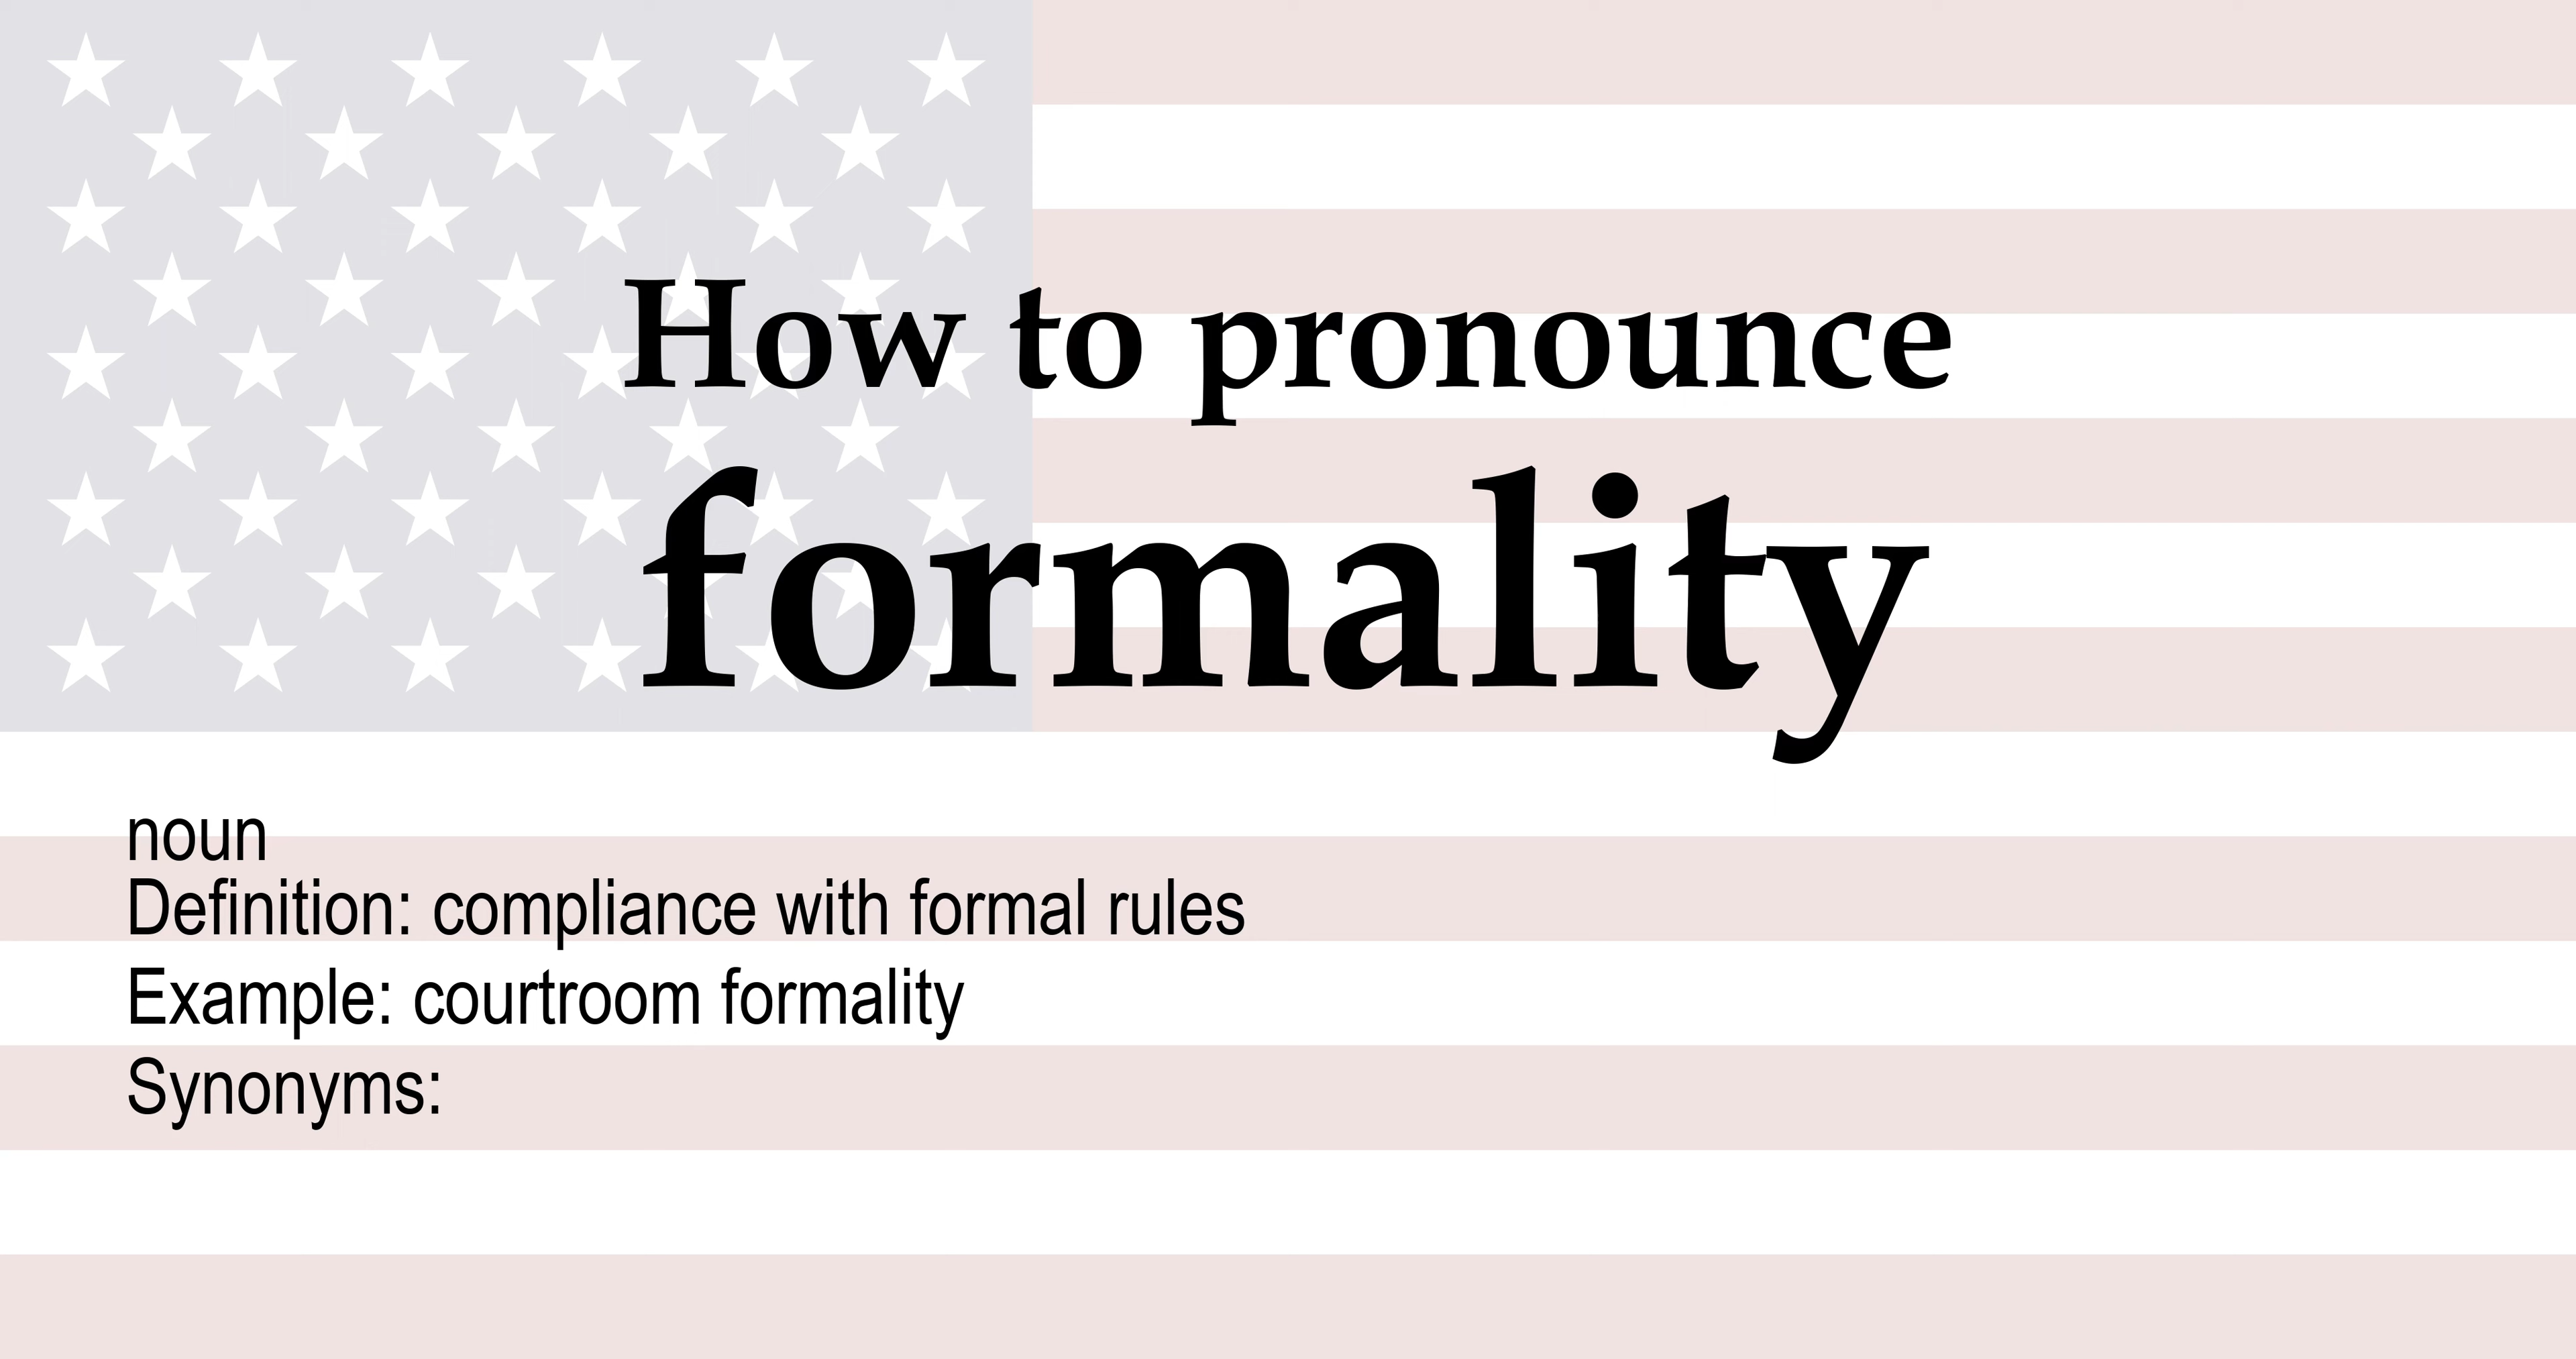 How to pronounce
formality
noun
Definition: compliance with formal rules
Example: courtroom formality
Synonyms: